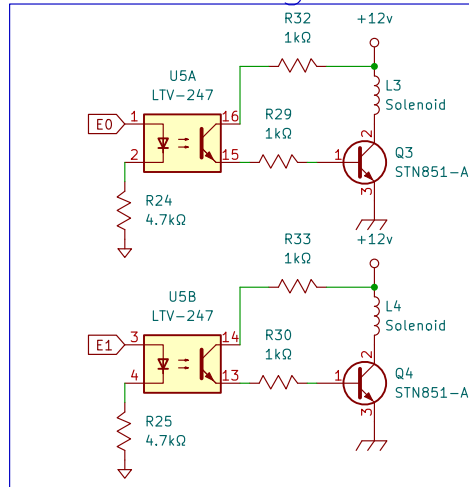 R32
1kΩ
+12v
U5A
LTV-247
L3
Solenoid
E0
1
16
R29
1kΩ
2
2
15
1
Q3
STN851-A
3
R24
4.7kΩ
R33
1kΩ
+12v
U5B
LTV-247
L4
Solenoid
E1
3
14
R30
1kΩ
2
4
13
1
Q4
STN851-A
3
R25
4.7kΩ